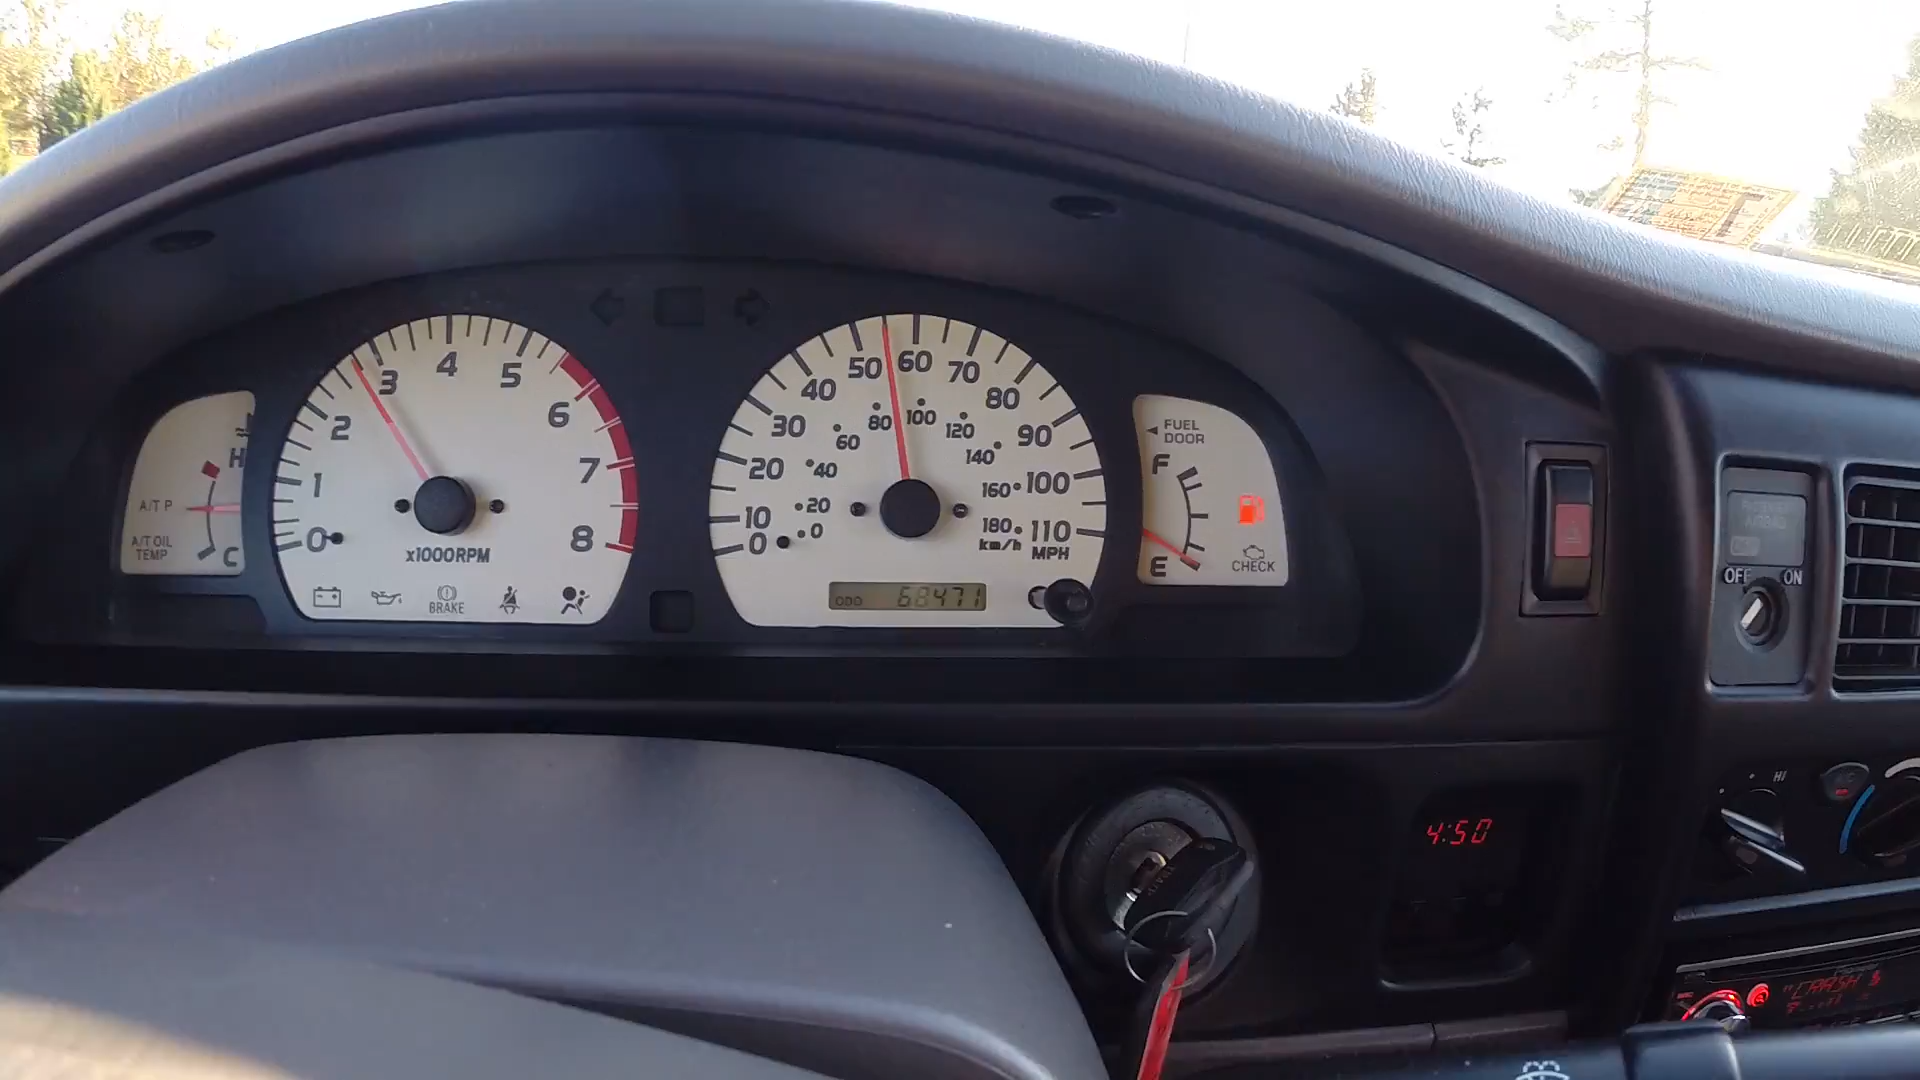 H
A/T P
A/T OIL
TEMP
C
0
1
2
3
4
5
6
7
8
x1000RPM
BRAKE
0
10
20
30
40
50
60
70
80
90
100
110
MPH
0
20
40
60
80
100
120
140
160
180
km/h
ODO 68471
FUEL
DOOR
F
E
CHECK
OFF ON
HI
A/C
4:50
"CRASH